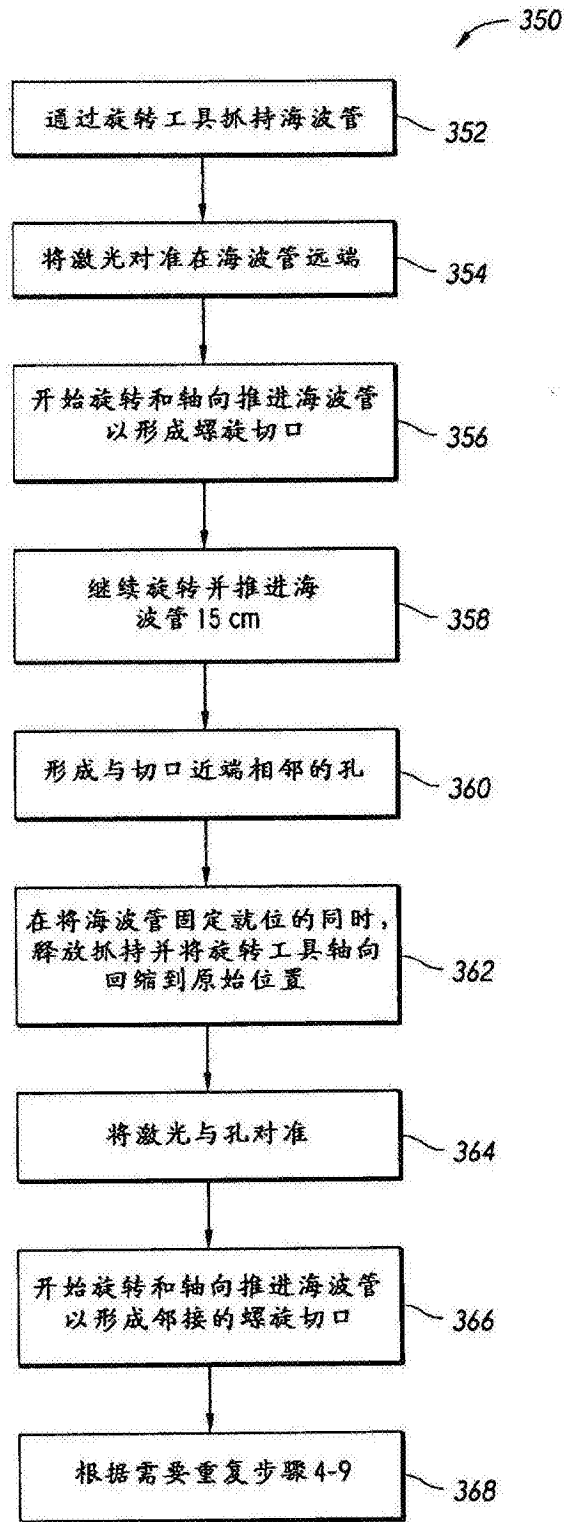 350
通过旋转工具抓持海波管
352
将激光对准在海波管远端
354
开始旋转和轴向推进海波管
以形成螺旋切口
356
继续旋转并推进海
波管 15 cm
358
形成与切口近端相邻的孔
360
在将海波管固定就位的同时，
释放抓持并将旋转工具轴向
回缩到原始位置
362
将激光与孔对准
364
开始旋转和轴向推进海波管
以形成邻接的螺旋切口
366
根据需要重复步骤 4-9
368